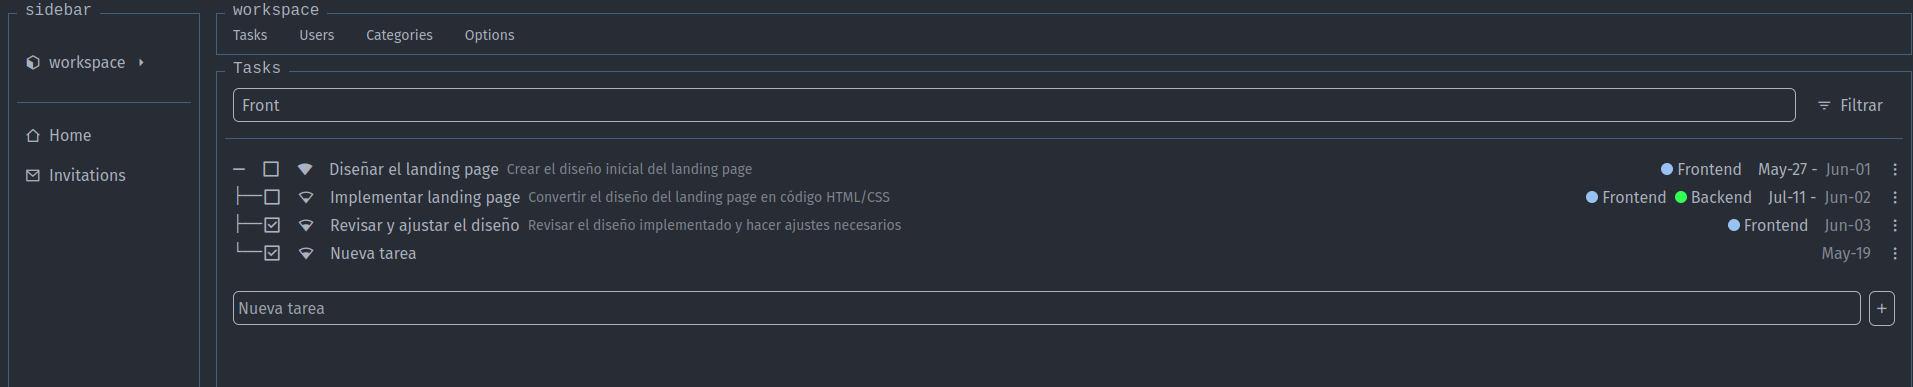 sidebar
workspace
Home
Invitations
workspace
Tasks Users Categories Options
Tasks
Front
Filtrar
Diseñar el landing page Crear el diseño inicial del landing page Frontend May-27 - Jun-01
Implementar landing page Convertir el diseño del landing page en código HTML/CSS Frontend Backend Jul-11 - Jun-02
Revisar y ajustar el diseño Revisar el diseño implementado y hacer ajustes necesarios Frontend Jun-03
Nueva tarea May-19
Nueva tarea +